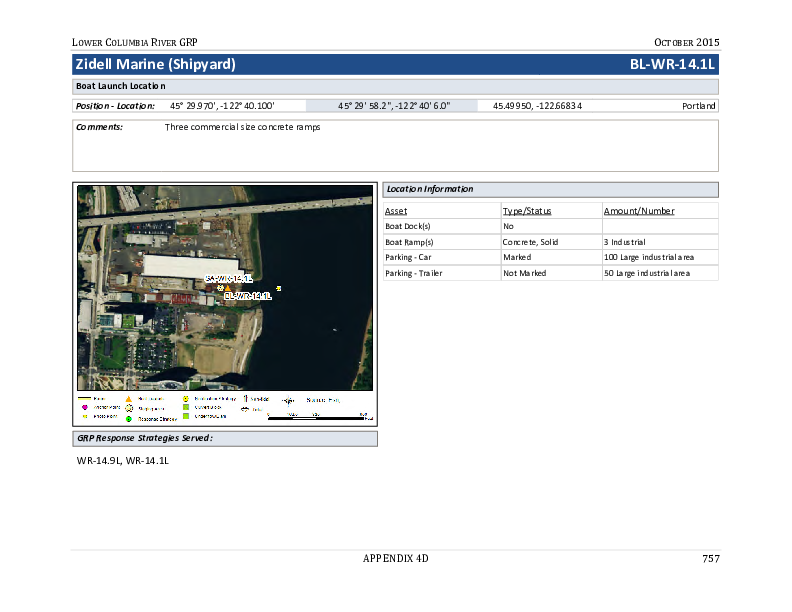 LOWER COLUMBIA RIVER GRP OCTOBER 2015
Zidell Marine (Shipyard) BL-WR-14.1L
Boat Launch Location
Position - Location: 45° 29.970', -122° 40.100' 45° 29' 58.2", -122° 40' 6.0" 45.49950, -122.66834 Portland
Comments: Three commercial size concrete ramps
Location Information
Asset Type/Status Amount/Number
Boat Dock(s) No
Boat Ramp(s) Concrete, Solid 3 Industrial
Parking - Car Marked 100 Large industrial area
Parking - Trailer Not Marked 50 Large industrial area
SA-WR-14.1L
BL-WR-14.1L
GRP Response Strategies Served:
WR-14.9L, WR-14.1L
APPENDIX 4D 757